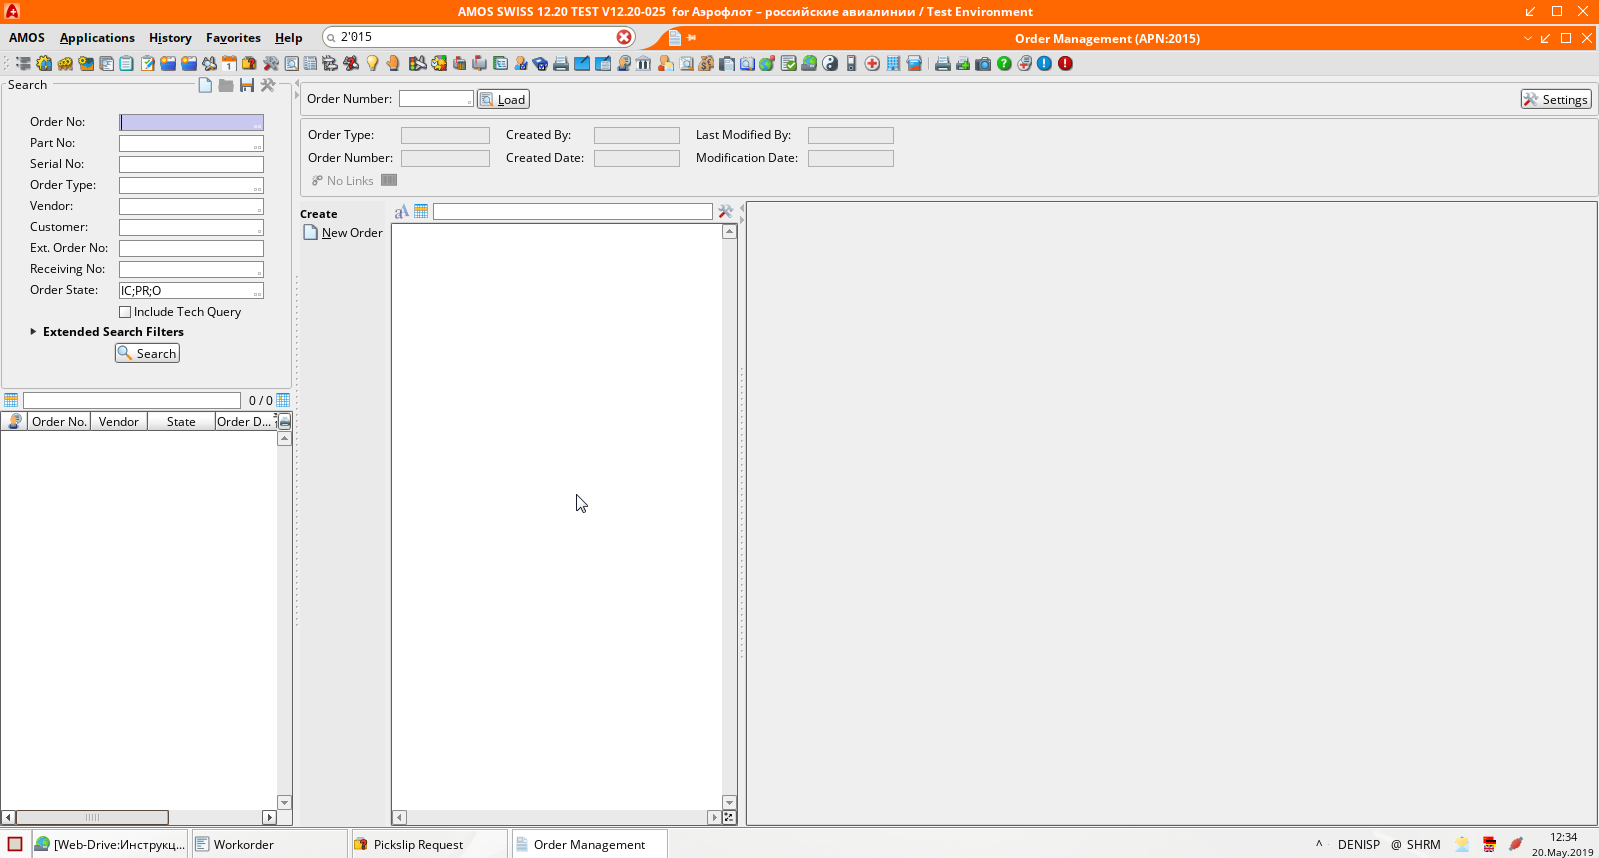 AMOS SWISS 12.20 TEST V12.20-025 for Аэрофлот – российские авиалинии / Test Environment
AMOS Applications History Favorites Help 2'015 Order Management (APN:2015)
Search
Order No:
Part No:
Serial No:
Order Type:
Vendor:
Customer:
Ext. Order No:
Receiving No:
Order State: IC;PR;O
Include Tech Query
Extended Search Filters
Search
0 / 0
Order No. Vendor State Order D...
Order Number: Load Settings
Order Type: Created By: Last Modified By:
Order Number: Created Date: Modification Date:
No Links
Create
New Order
[Web-Drive:Инструкц... Workorder Pickslip Request Order Management ^ DENISP @ SHRM 12:34
20.May.2019